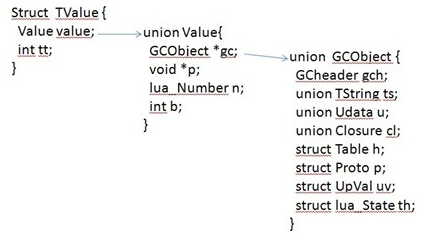 Struct TValue {
Value value;
int tt;
}
union Value{
GCObject *gc;
void *p;
lua_Number n;
int b;
}
union GCObject {
GCheader gch;
union TString ts;
union Udata u;
union Closure cl;
struct Table h;
struct Proto p;
struct UpVal uv;
struct lua_State th;
}